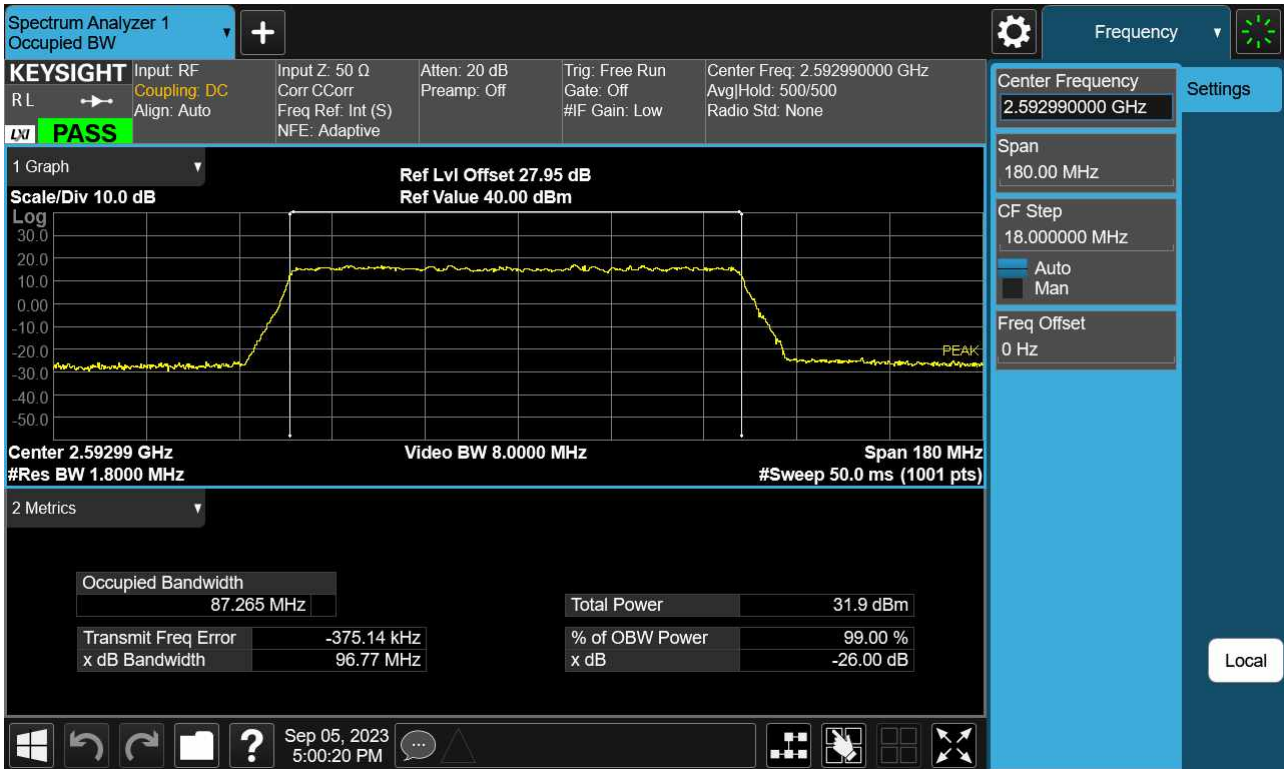 Spectrum Analyzer 1
Occupied BW
▼
+
Frequency
▼
KEYSIGHT
R L
LXI
PASS
Input: RF
Coupling: DC
Align: Auto
Input Z: 50 Ω
Corr CCorr
Freq Ref: Int (S)
NFE: Adaptive
Atten: 20 dB
Preamp: Off
Trig: Free Run
Gate: Off
#IF Gain: Low
Center Freq: 2.592990000 GHz
Avg|Hold: 500/500
Radio Std: None
1 Graph
▼
Scale/Div 10.0 dB
Ref Lvl Offset 27.95 dB
Ref Value 40.00 dBm
Log
30.0
20.0
10.0
0.00
-10.0
-20.0
-30.0
-40.0
-50.0
PEAK
Center 2.59299 GHz
#Res BW 1.8000 MHz
Video BW 8.0000 MHz
Span 180 MHz
#Sweep 50.0 ms (1001 pts)
2 Metrics
▼
Occupied Bandwidth
87.265 MHz
Transmit Freq Error -375.14 kHz
x dB Bandwidth 96.77 MHz
Total Power 31.9 dBm
% of OBW Power 99.00 %
x dB -26.00 dB
Center Frequency
2.592990000 GHz
Span
180.00 MHz
CF Step
18.000000 MHz
Auto
Man
Freq Offset
0 Hz
Settings
Local
?
Sep 05, 2023
5:00:20 PM